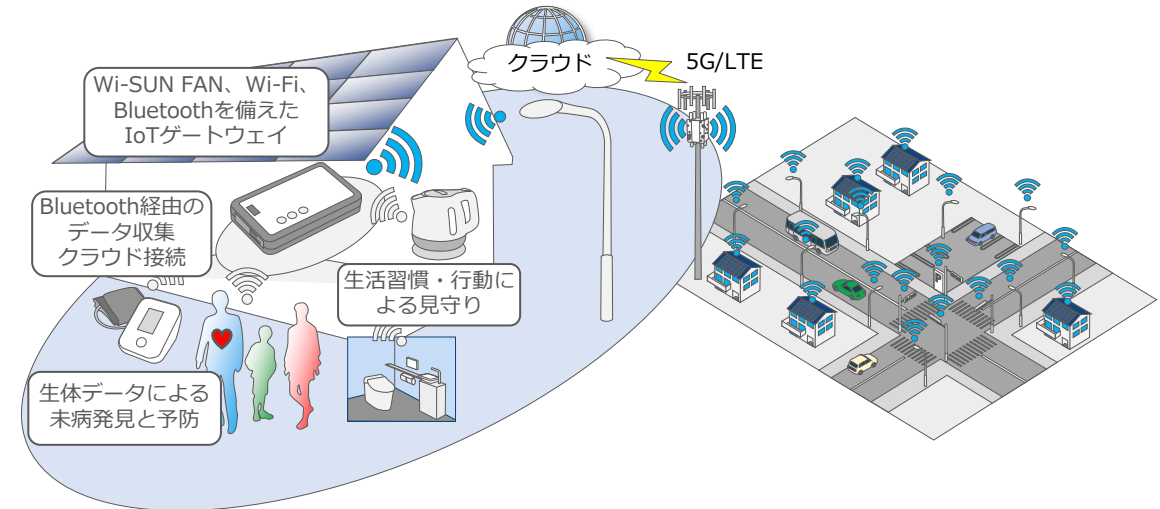 クラウド
5G/LTE
Wi-SUN FAN、Wi-Fi、
Bluetoothを備えた
IoTゲートウェイ
Bluetooth経由の
データ収集
クラウド接続
生活習慣・行動に
よる見守り
生体データによる
未病発見と予防
P